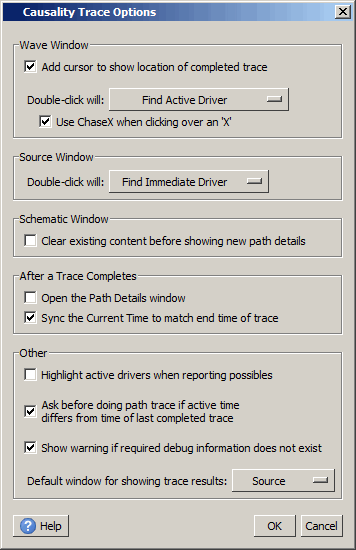 Causality Trace Options
Wave Window
Add cursor to show location of completed trace
Double-click will: Find Active Driver
Use ChaseX when clicking over an 'X'
Source Window
Double-click will: Find Immediate Driver
Schematic Window
Clear existing content before showing new path details
After a Trace Completes
Open the Path Details window
Sync the Current Time to match end time of trace
Other
Highlight active drivers when reporting possibles
Ask before doing path trace if active time
differs from time of last completed trace
Show warning if required debug information does not exist
Default window for showing trace results: Source
? Help OK Cancel